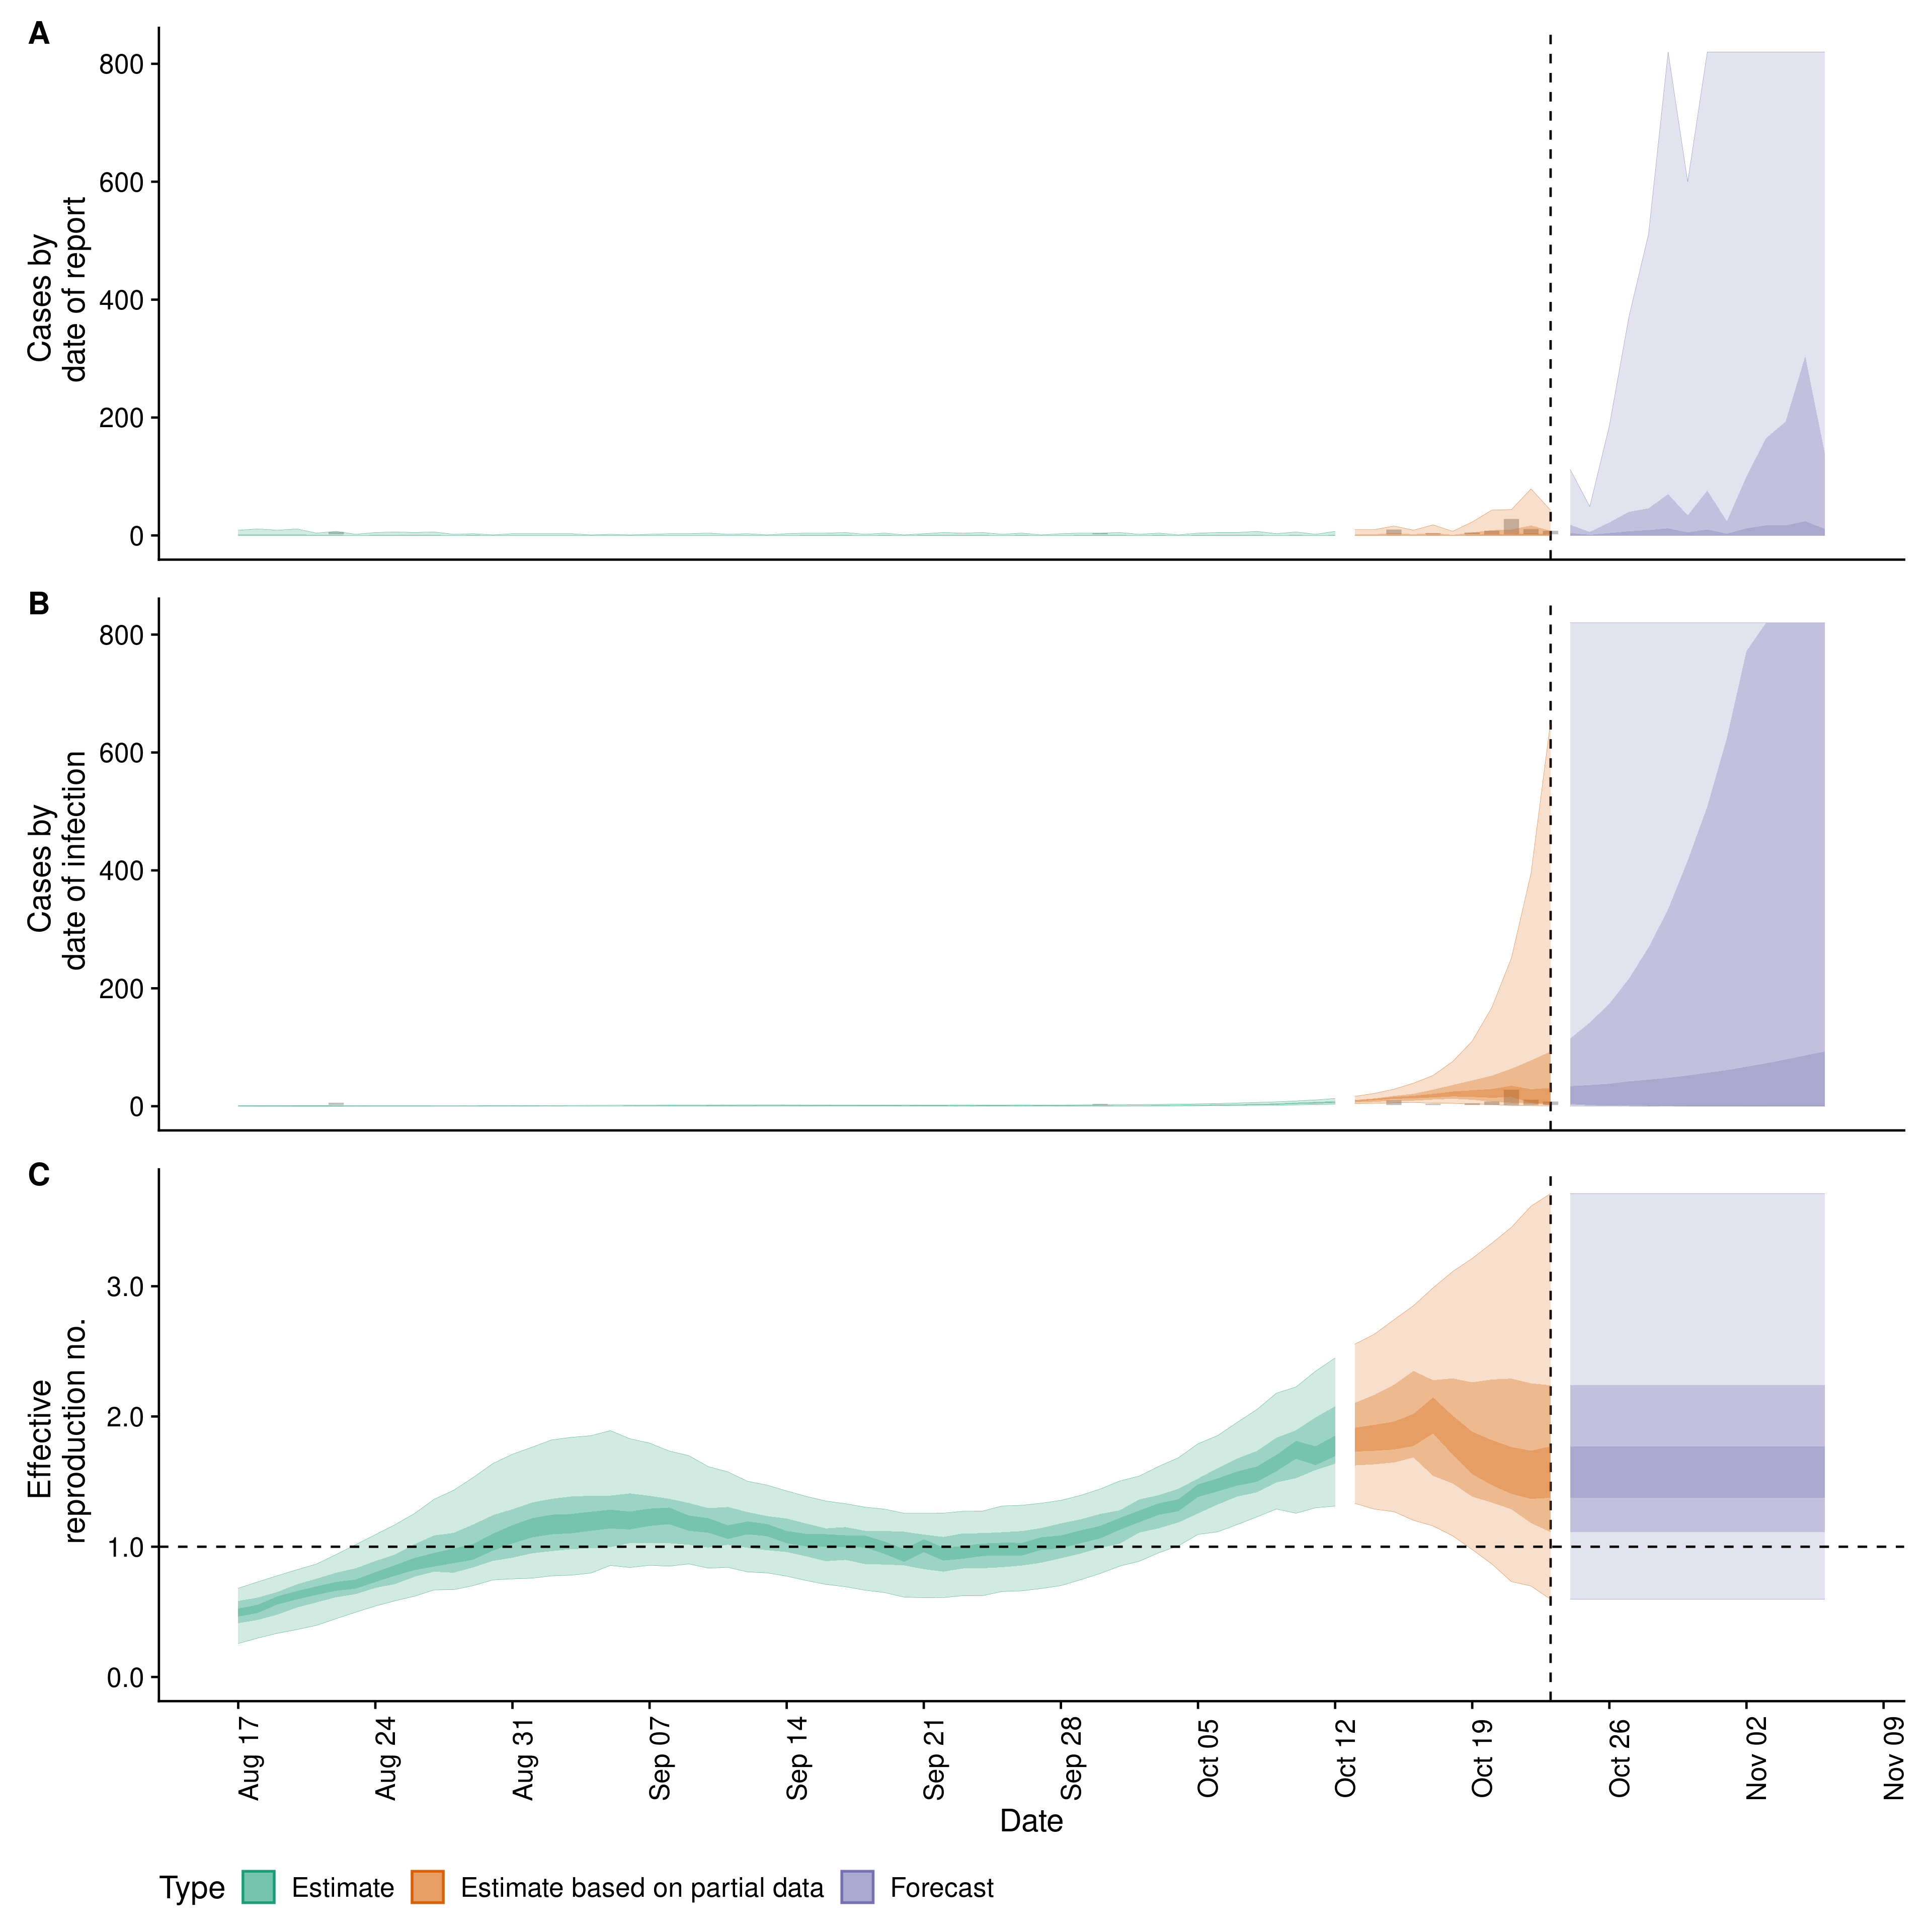 A
800
600
400
200
0
Cases by
date of report
B
800
600
400
200
0
Cases by
date of infection
C
3.0
2.0
1.0
0.0
Effective
reproduction no.
Aug 17
Aug 24
Aug 31
Sep 07
Sep 14
Sep 21
Sep 28
Oct 05
Oct 12
Oct 19
Oct 26
Nov 02
Nov 09
Date
Type Estimate Estimate based on partial data Forecast